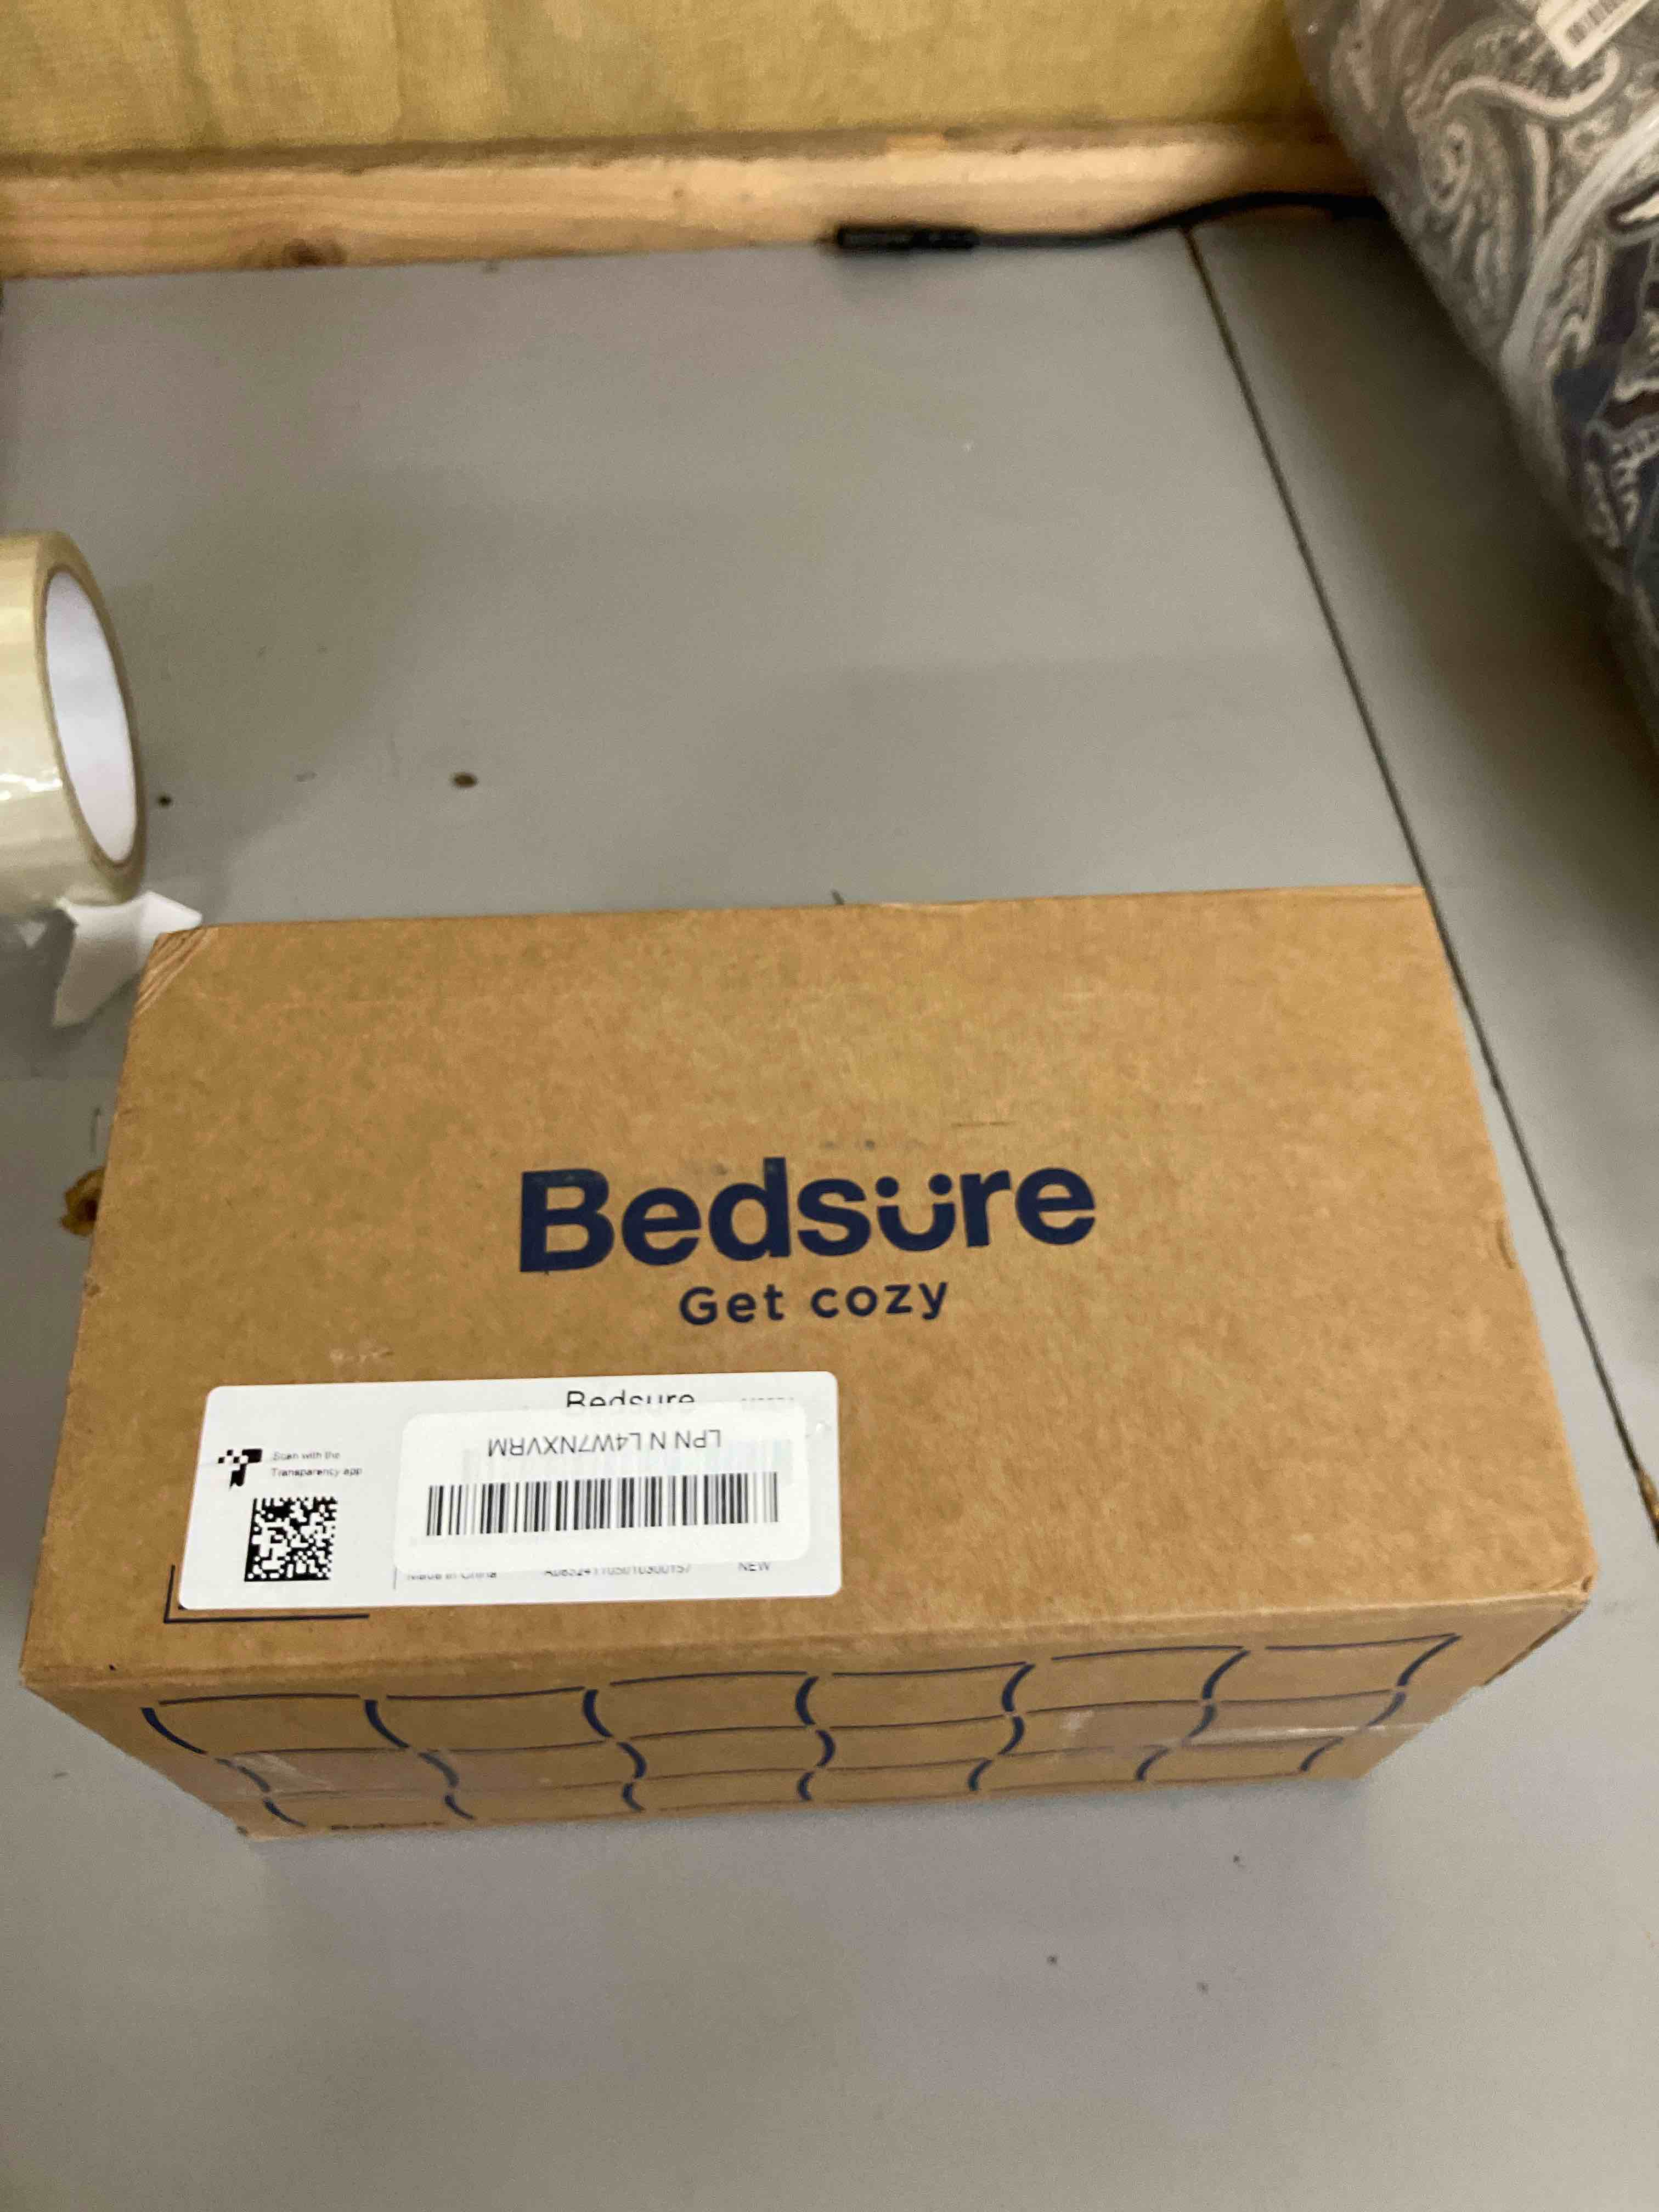 Bedsure
Get cozy
Bedsure
Scan with the
Transparency app
LPN N L4W7NXVRM
Made in China
NEW